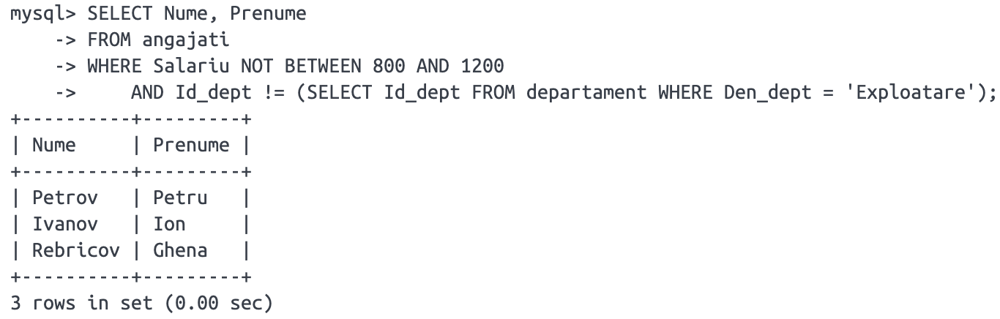 mysql> SELECT Nume, Prenume
    -> FROM angajati
    -> WHERE Salariu NOT BETWEEN 800 AND 1200
    ->     AND Id_dept != (SELECT Id_dept FROM departament WHERE Den_dept = 'Exploatare');
+----------+---------+
| Nume     | Prenume |
+----------+---------+
| Petrov   | Petru   |
| Ivanov   | Ion     |
| Rebricov | Ghena   |
+----------+---------+
3 rows in set (0.00 sec)